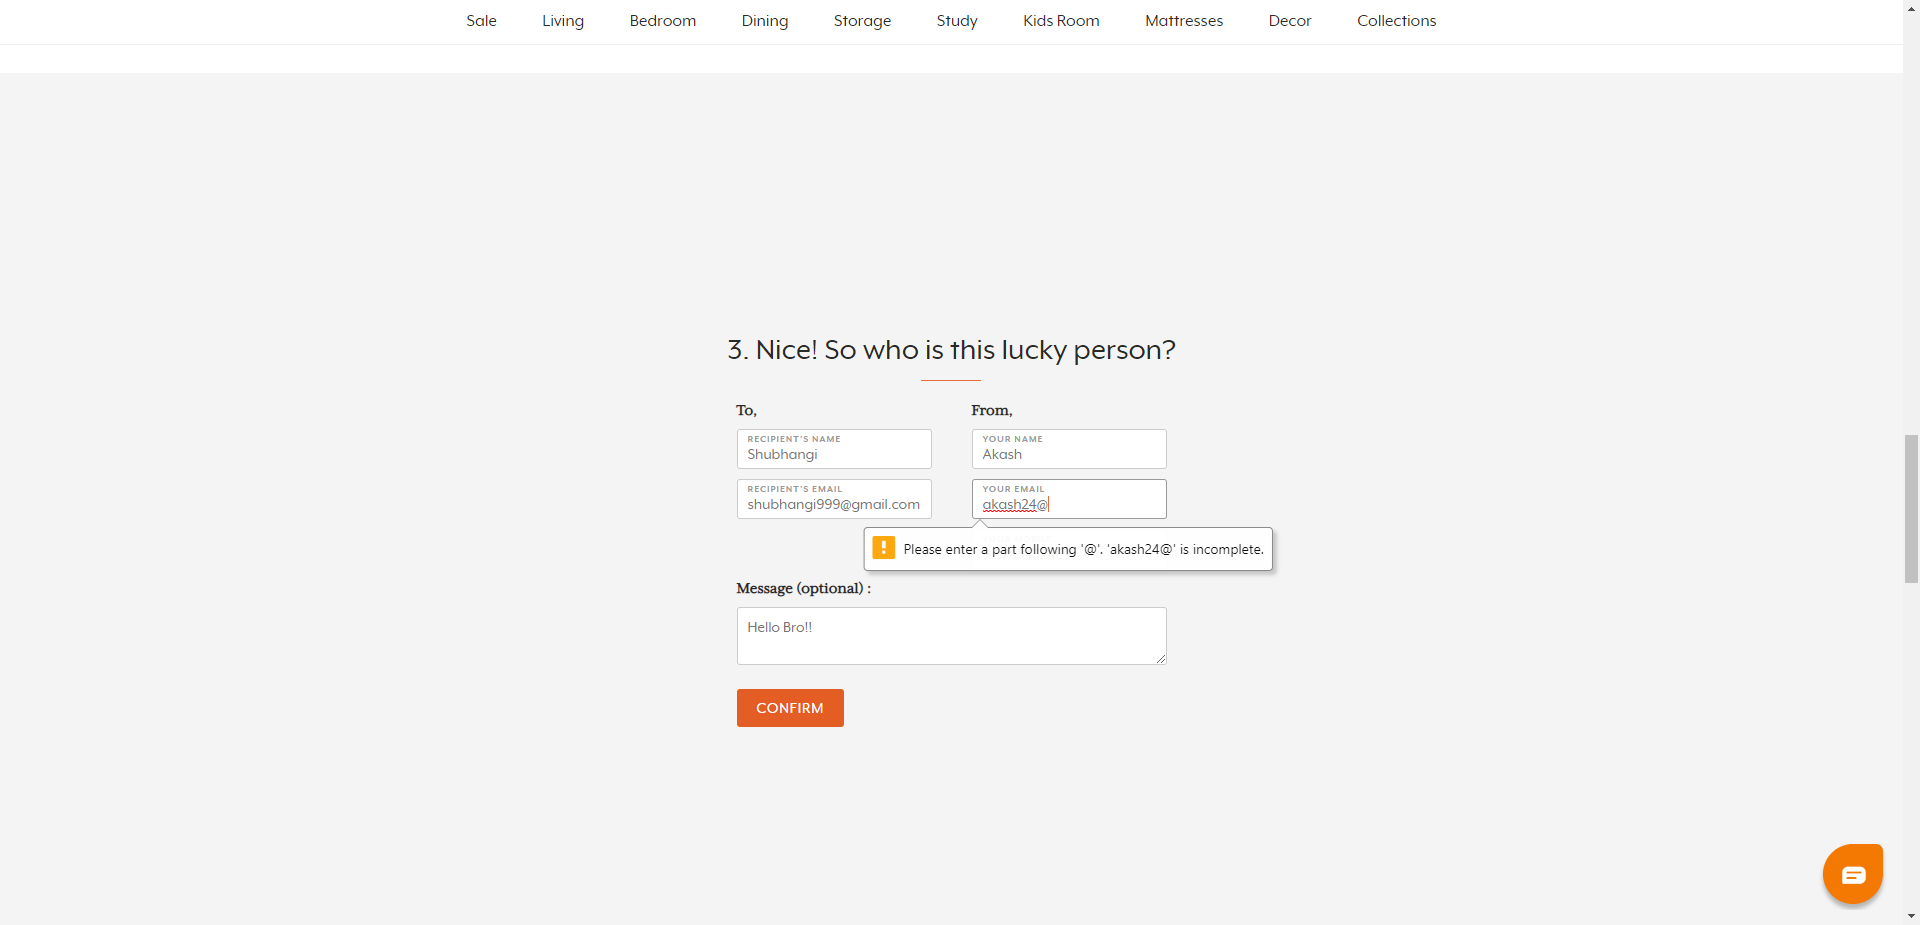 Sale Living Bedroom Dining Storage Study Kids Room Mattresses Decor Collections
3. Nice! So who is this lucky person?
To, From,
RECIPIENT'S NAME YOUR NAME
Shubhangi Akash
RECIPIENT'S EMAIL YOUR EMAIL
shubhangi999@gmail.com akash24@
Please enter a part following '@'. 'akash24@' is incomplete.
Message (optional) :
Hello Bro!!
CONFIRM